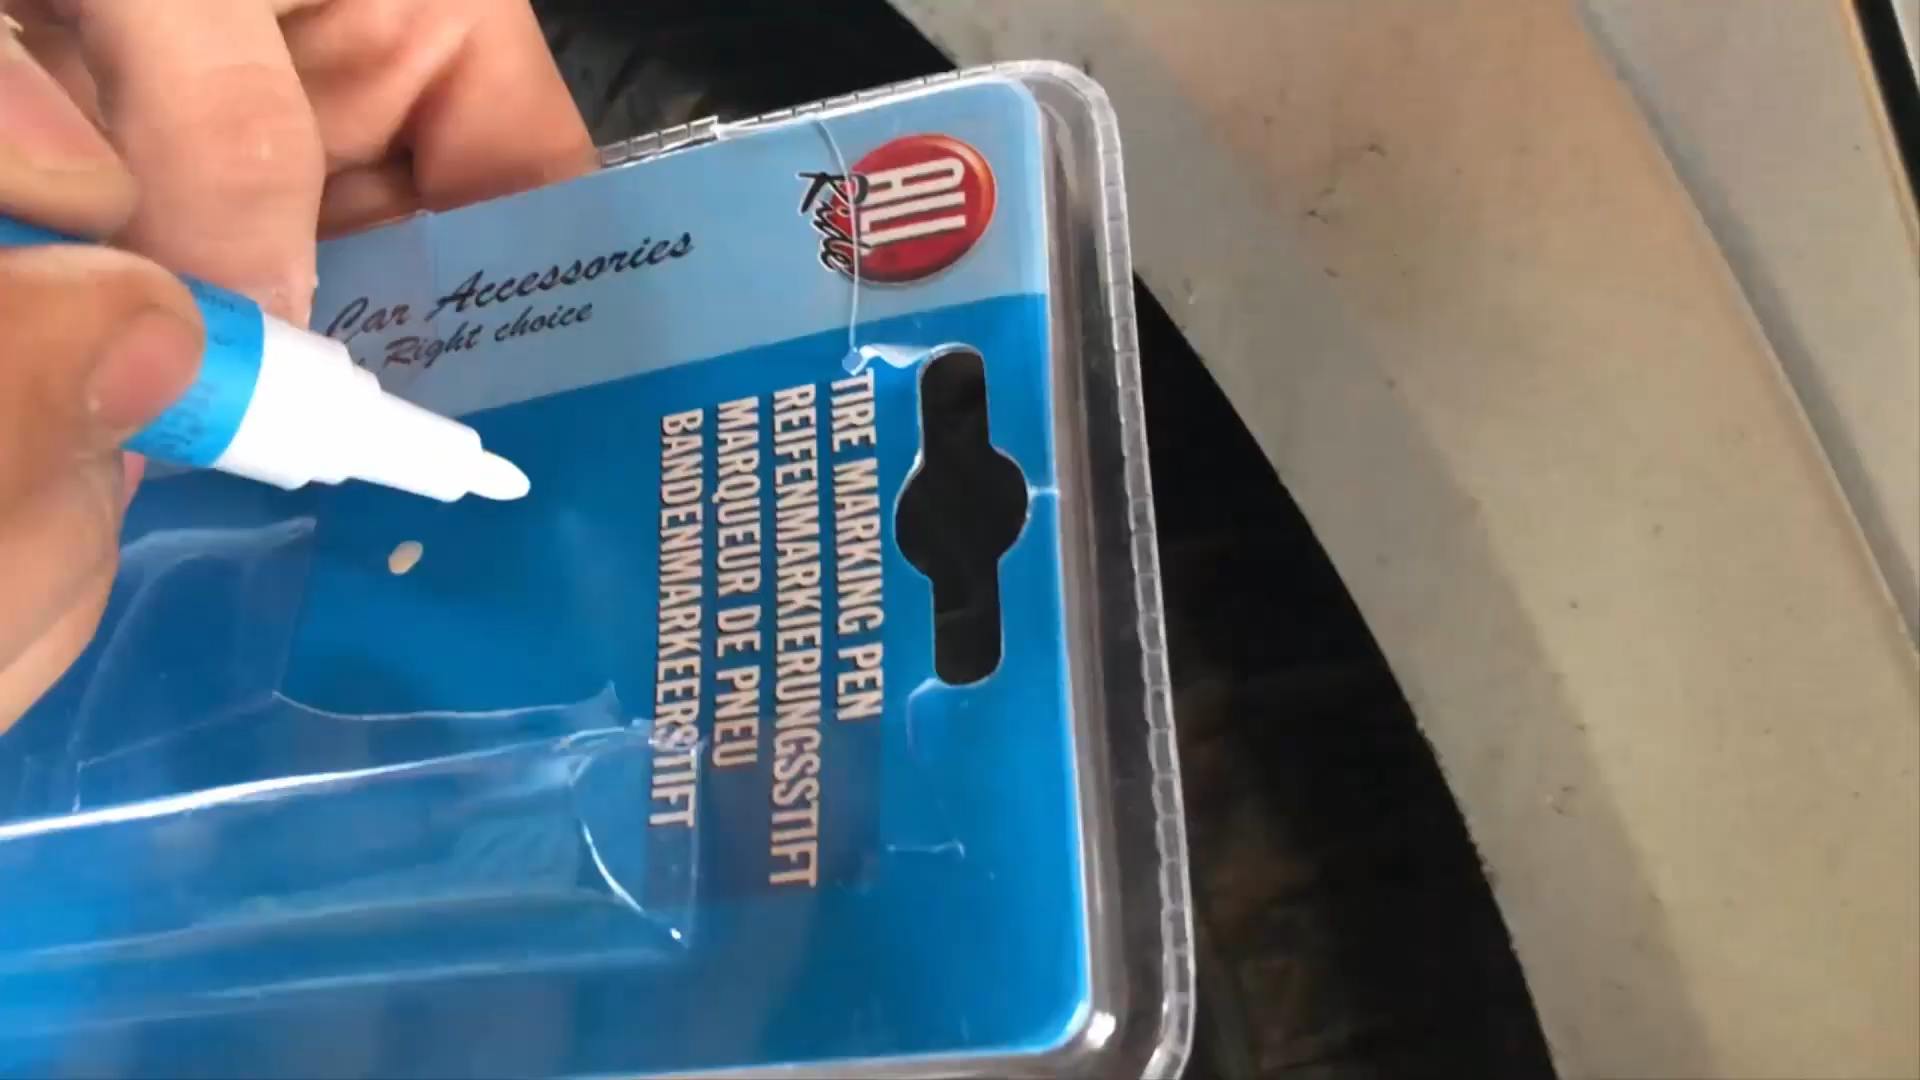 ALL
Ride
Car Accessories
Right choice
TIRE MARKING PEN
REIFENMARKIERUNGSSTIFT
MARQUEUR DE PNEU
BANDENMARKEERSTIFT